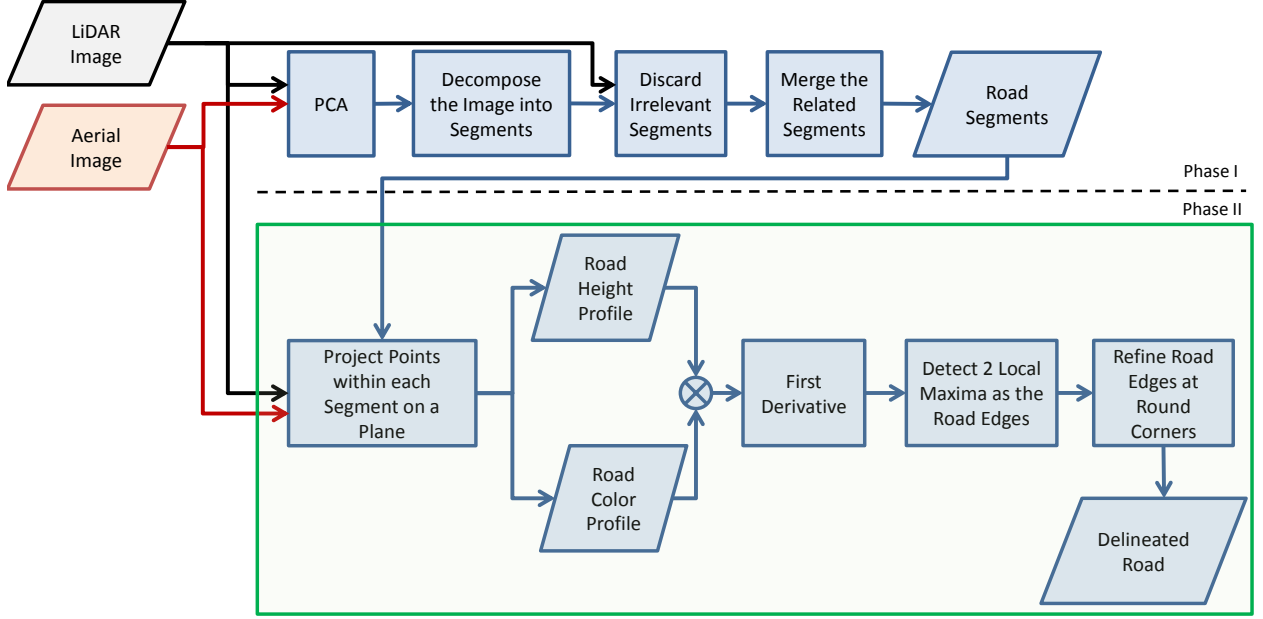 LiDAR
Image
Aerial
Image
PCA
Decompose
the Image into
Segments
Discard
Irrelevant
Segments
Merge the
Related
Segments
Road
Segments
Phase I
Phase II
Project Points
within each
Segment on a
Plane
Road
Height
Profile
Road
Color
Profile
First
Derivative
Detect 2 Local
Maxima as the
Road Edges
Refine Road
Edges at
Round
Corners
Delineated
Road